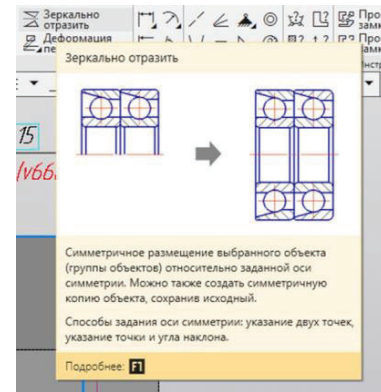 Зеркально
отразить
Деформация
Зеркально отразить
15
Симметричное размещение выбранного объекта
(группы объектов) относительно заданной оси
симметрии. Можно также создать симметричную
копию объекта, сохранив исходный.
Способы задания оси симметрии: указание двух точек,
указание точки и угла наклона.
Подробнее: F1